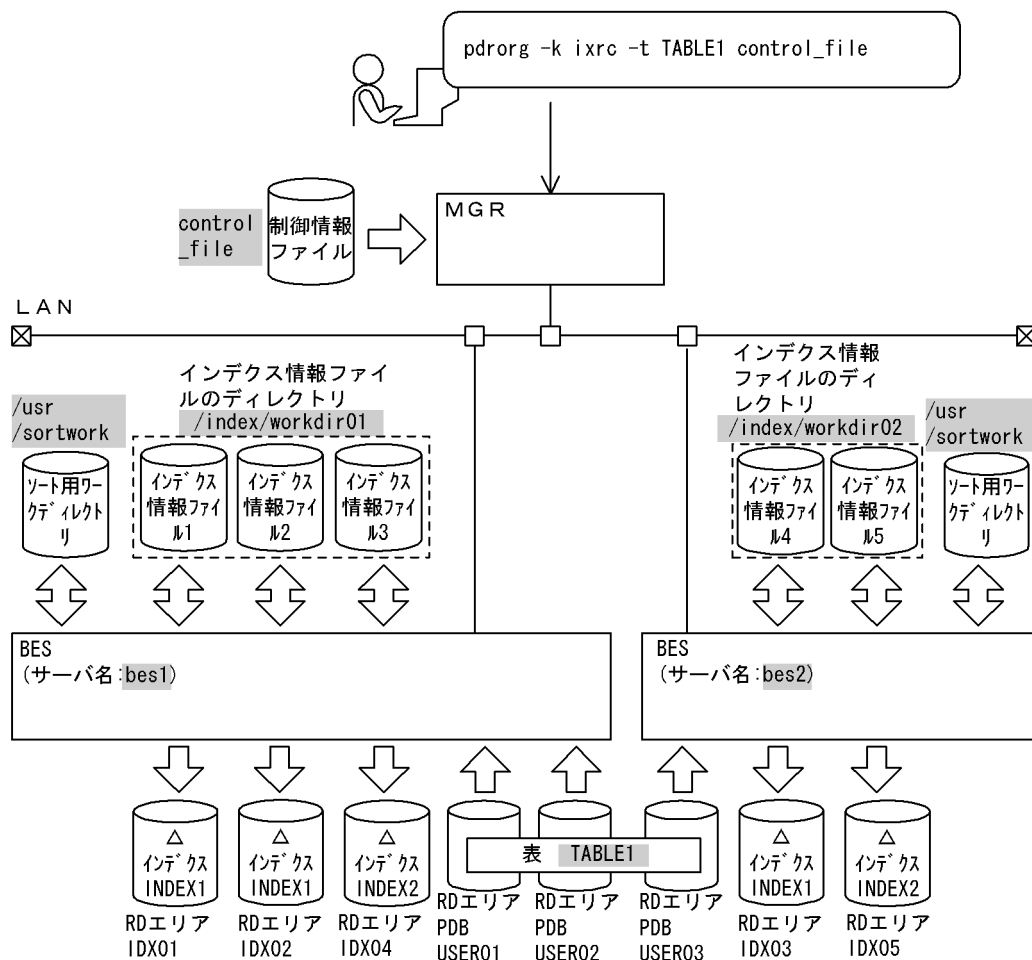 pdrorg -k ixrc -t TABLE1 control_file
control
_file
制御情報
ファイル
ＭＧＲ
ＬＡＮ
/usr
/sortwork
インデクス情報ファイ
ルのディレクトリ
/index/workdir01
インデクス情報
ファイルのディ
レクトリ
/index/workdir02
/usr
/sortwork
ｿｰﾄ用ﾜｰ
ｸﾃﾞｨﾚｸﾄ
ﾘ
ｲﾝﾃﾞｸｽ
情報ﾌｧｲ
ﾙ1
ｲﾝﾃﾞｸｽ
情報ﾌｧｲ
ﾙ2
ｲﾝﾃﾞｸｽ
情報ﾌｧｲ
ﾙ3
ｲﾝﾃﾞｸｽ
情報ﾌｧｲ
ﾙ4
ｲﾝﾃﾞｸｽ
情報ﾌｧｲ
ﾙ5
ｿｰﾄ用ﾜｰ
ｸﾃﾞｨﾚｸﾄ
ﾘ
BES
(サーバ名:bes1)
BES
(サーバ名:bes2)
△
ｲﾝﾃﾞｸｽ
INDEX1
RDエリア
IDX01
△
ｲﾝﾃﾞｸｽ
INDEX1
RDエリア
IDX02
△
ｲﾝﾃﾞｸｽ
INDEX2
RDエリア
IDX04
表 TABLE1
RDエリア
PDB
USER01
RDエリア
PDB
USER02
RDエリア
PDB
USER03
△
ｲﾝﾃﾞｸｽ
INDEX1
RDエリア
IDX03
△
ｲﾝﾃﾞｸｽ
INDEX2
RDエリア
IDX05